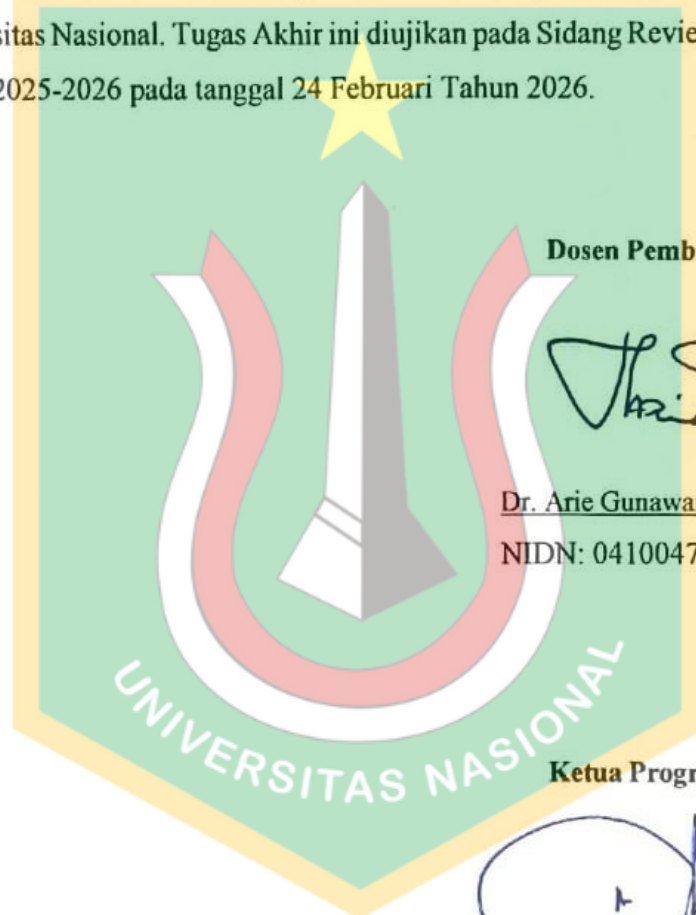 sitas Nasional. Tugas Akhir ini diujikan pada Sidang Revie
2025-2026 pada tanggal 24 Februari Tahun 2026.
Dosen Pemb
Dr. Arie Gunawa
NIDN: 0410047
UNIVERSITAS NASIONAL
Ketua Progr